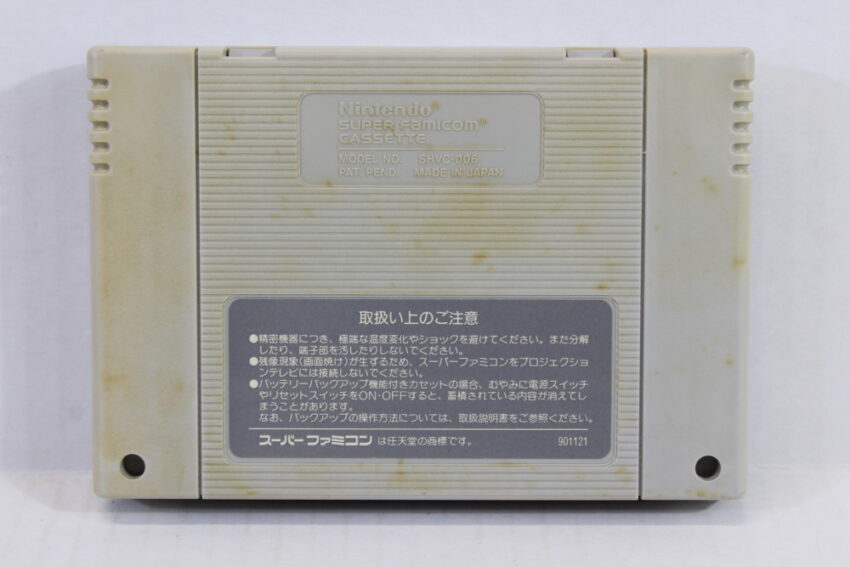 Nintendo®
SUPER Famicom™
CASSETTE
MODEL NO. SHVC-006
PAT. PEND. MADE IN JAPAN
取扱い上のご注意
●精密機器につき、極端な温度変化やショックを避けてください。また分解
したり、端子部を汚したりしないでください。
●残像現象(画面焼け)が生ずるため、スーパーファミコンをプロジェクショ
ンテレビには接続しないでください。
●バッテリーバックアップ機能付きカセットの場合、むやみに電源スイッチ
やリセットスイッチをON・OFFすると、蓄積されている内容が消えてし
まうことがあります。
なお、バックアップの操作方法については、取扱説明書をご参照ください。
スーパーファミコン は任天堂の商標です。 901121